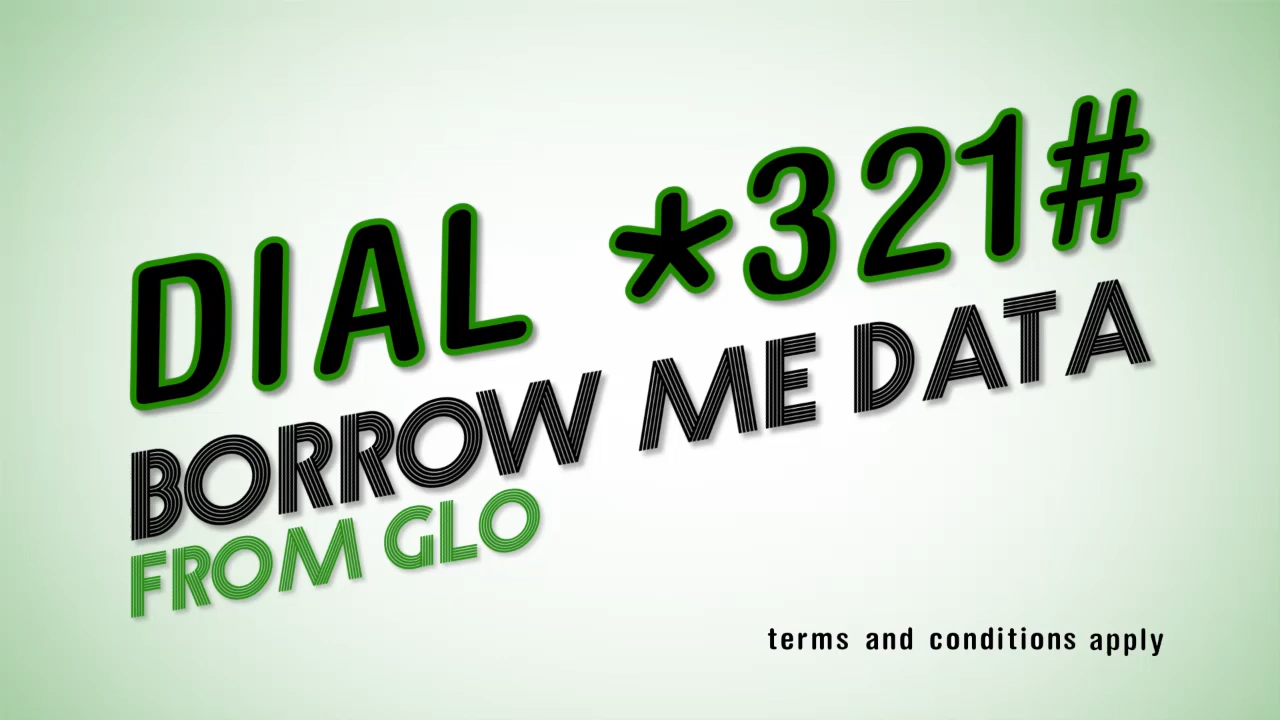 DIAL *321#
BORROW ME DATA
FROM GLO
terms and conditions apply